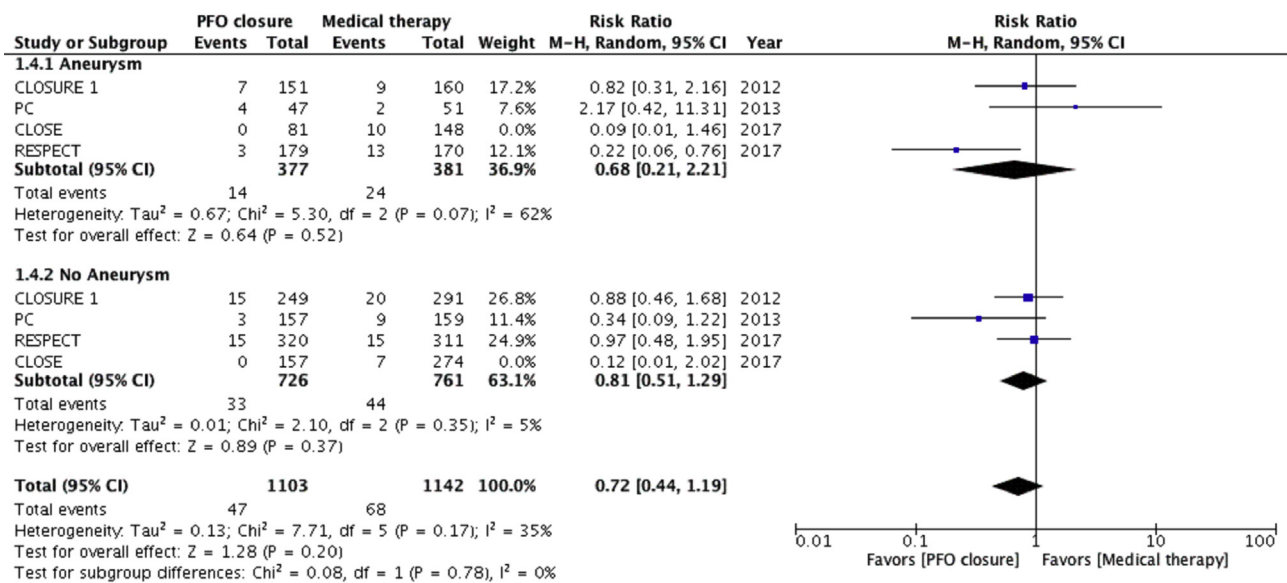 PFO closure Medical therapy Risk Ratio Risk Ratio
Study or Subgroup Events Total Events Total Weight M-H, Random, 95% CI Year M-H, Random, 95% CI
1.4.1 Aneurysm
CLOSURE 1 7 151 9 160 17.2% 0.82 [0.31, 2.16] 2012
PC 4 47 2 51 7.6% 2.17 [0.42, 11.31] 2013
CLOSE 0 81 10 148 0.0% 0.09 [0.01, 1.46] 2017
RESPECT 3 179 13 170 12.1% 0.22 [0.06, 0.76] 2017
Subtotal (95% CI) 377 381 36.9% 0.68 [0.21, 2.21]
Total events 14 24
Heterogeneity: Tau² = 0.67; Chi² = 5.30, df = 2 (P = 0.07); I² = 62%
Test for overall effect: Z = 0.64 (P = 0.52)
1.4.2 No Aneurysm
CLOSURE 1 15 249 20 291 26.8% 0.88 [0.46, 1.68] 2012
PC 3 157 9 159 11.4% 0.34 [0.09, 1.22] 2013
RESPECT 15 320 15 311 24.9% 0.97 [0.48, 1.95] 2017
CLOSE 0 157 7 274 0.0% 0.12 [0.01, 2.02] 2017
Subtotal (95% CI) 726 761 63.1% 0.81 [0.51, 1.29]
Total events 33 44
Heterogeneity: Tau² = 0.01; Chi² = 2.10, df = 2 (P = 0.35); I² = 5%
Test for overall effect: Z = 0.89 (P = 0.37)
Total (95% CI) 1103 1142 100.0% 0.72 [0.44, 1.19]
Total events 47 68
Heterogeneity: Tau² = 0.13; Chi² = 7.71, df = 5 (P = 0.17); I² = 35%
Test for overall effect: Z = 1.28 (P = 0.20)
Test for subgroup differences: Chi² = 0.08, df = 1 (P = 0.78), I² = 0%
0.01 0.1 1 10 100
Favors [PFO closure] Favors [Medical therapy]